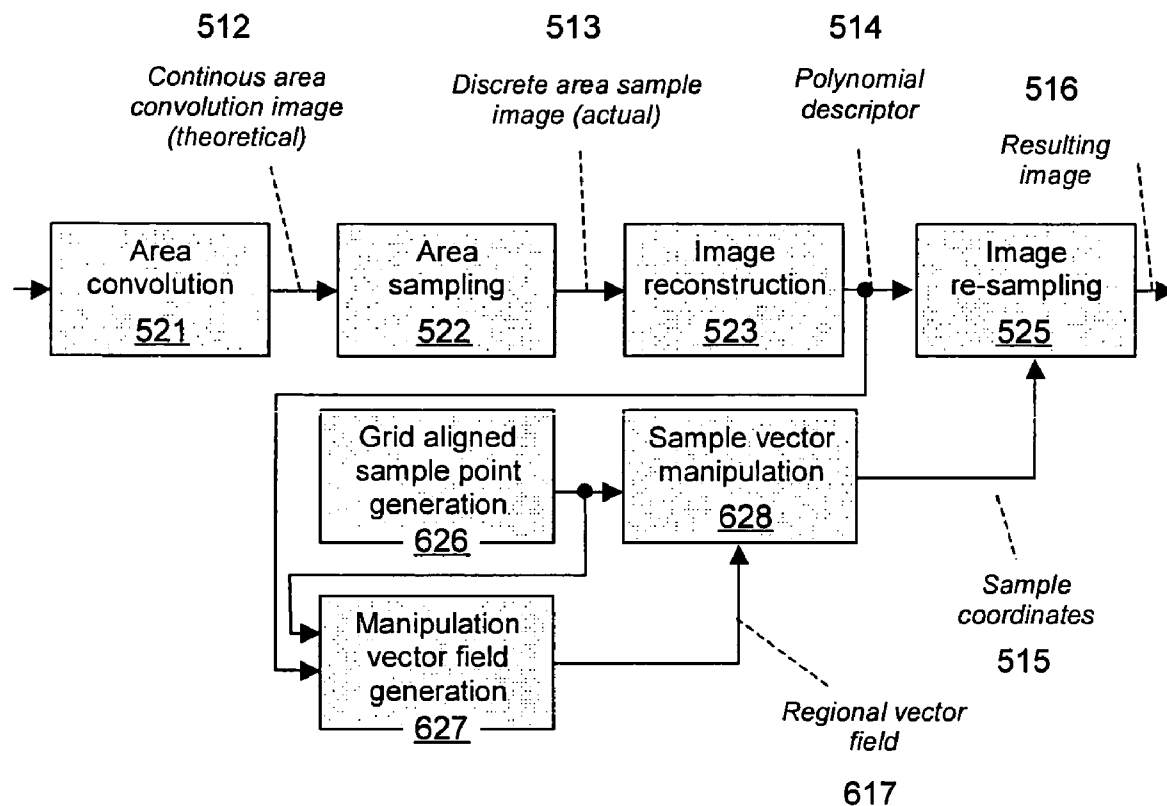 512
513
514
516
Continous area
convolution image
(theoretical)
Discrete area sample
image (actual)
Polynomial
descriptor
Resulting
image
Area
convolution
521
Area
sampling
522
Image
reconstruction
523
Image
re-sampling
525
Grid aligned
sample point
generation
626
Sample vector
manipulation
628
Manipulation
vector field
generation
627
Sample
coordinates
515
Regional vector
field
617